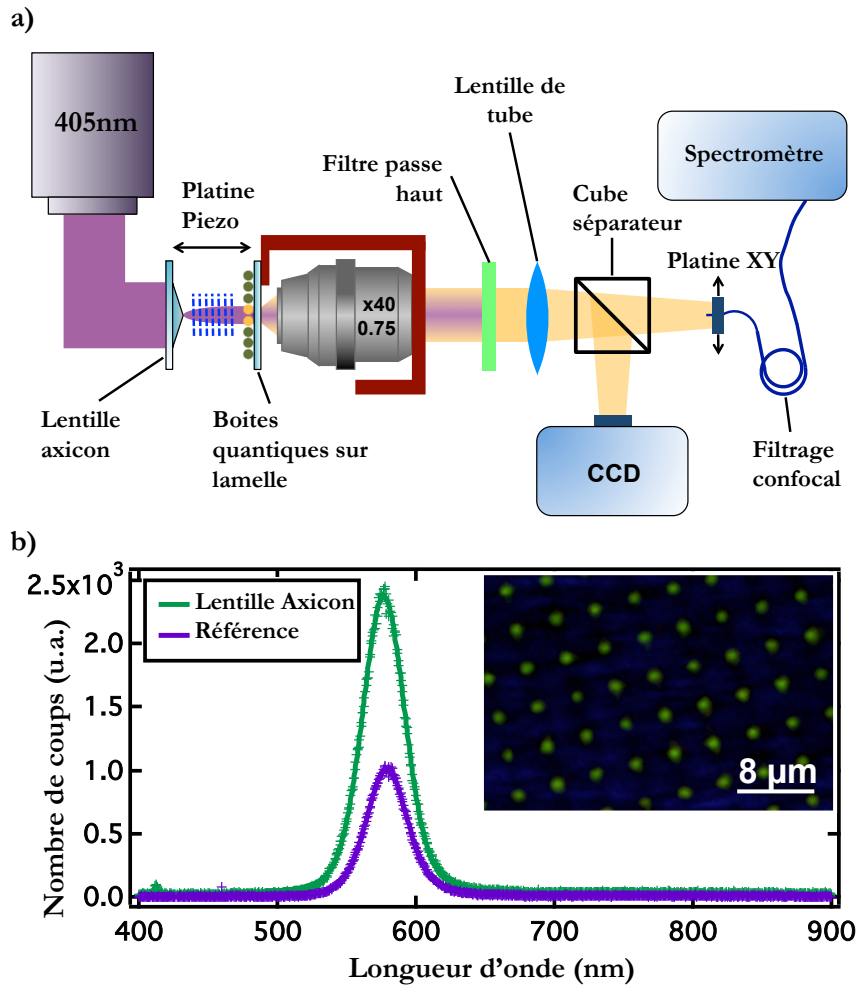 a)
405nm
Platine
Piezo
Lentille
axicon
Boites
quantiques sur
lamelle
x40
0.75
Filtre passe
haut
Lentille de
tube
Cube
séparateur
CCD
Platine XY
Spectromètre
Filtrage
confocal
b)
Nombre de coups (u.a.)
2.5x10³
2.0
1.5
1.0
0.5
0.0
Lentille Axicon
Référence
8 µm
400
500
600
700
800
900
Longueur d'onde (nm)